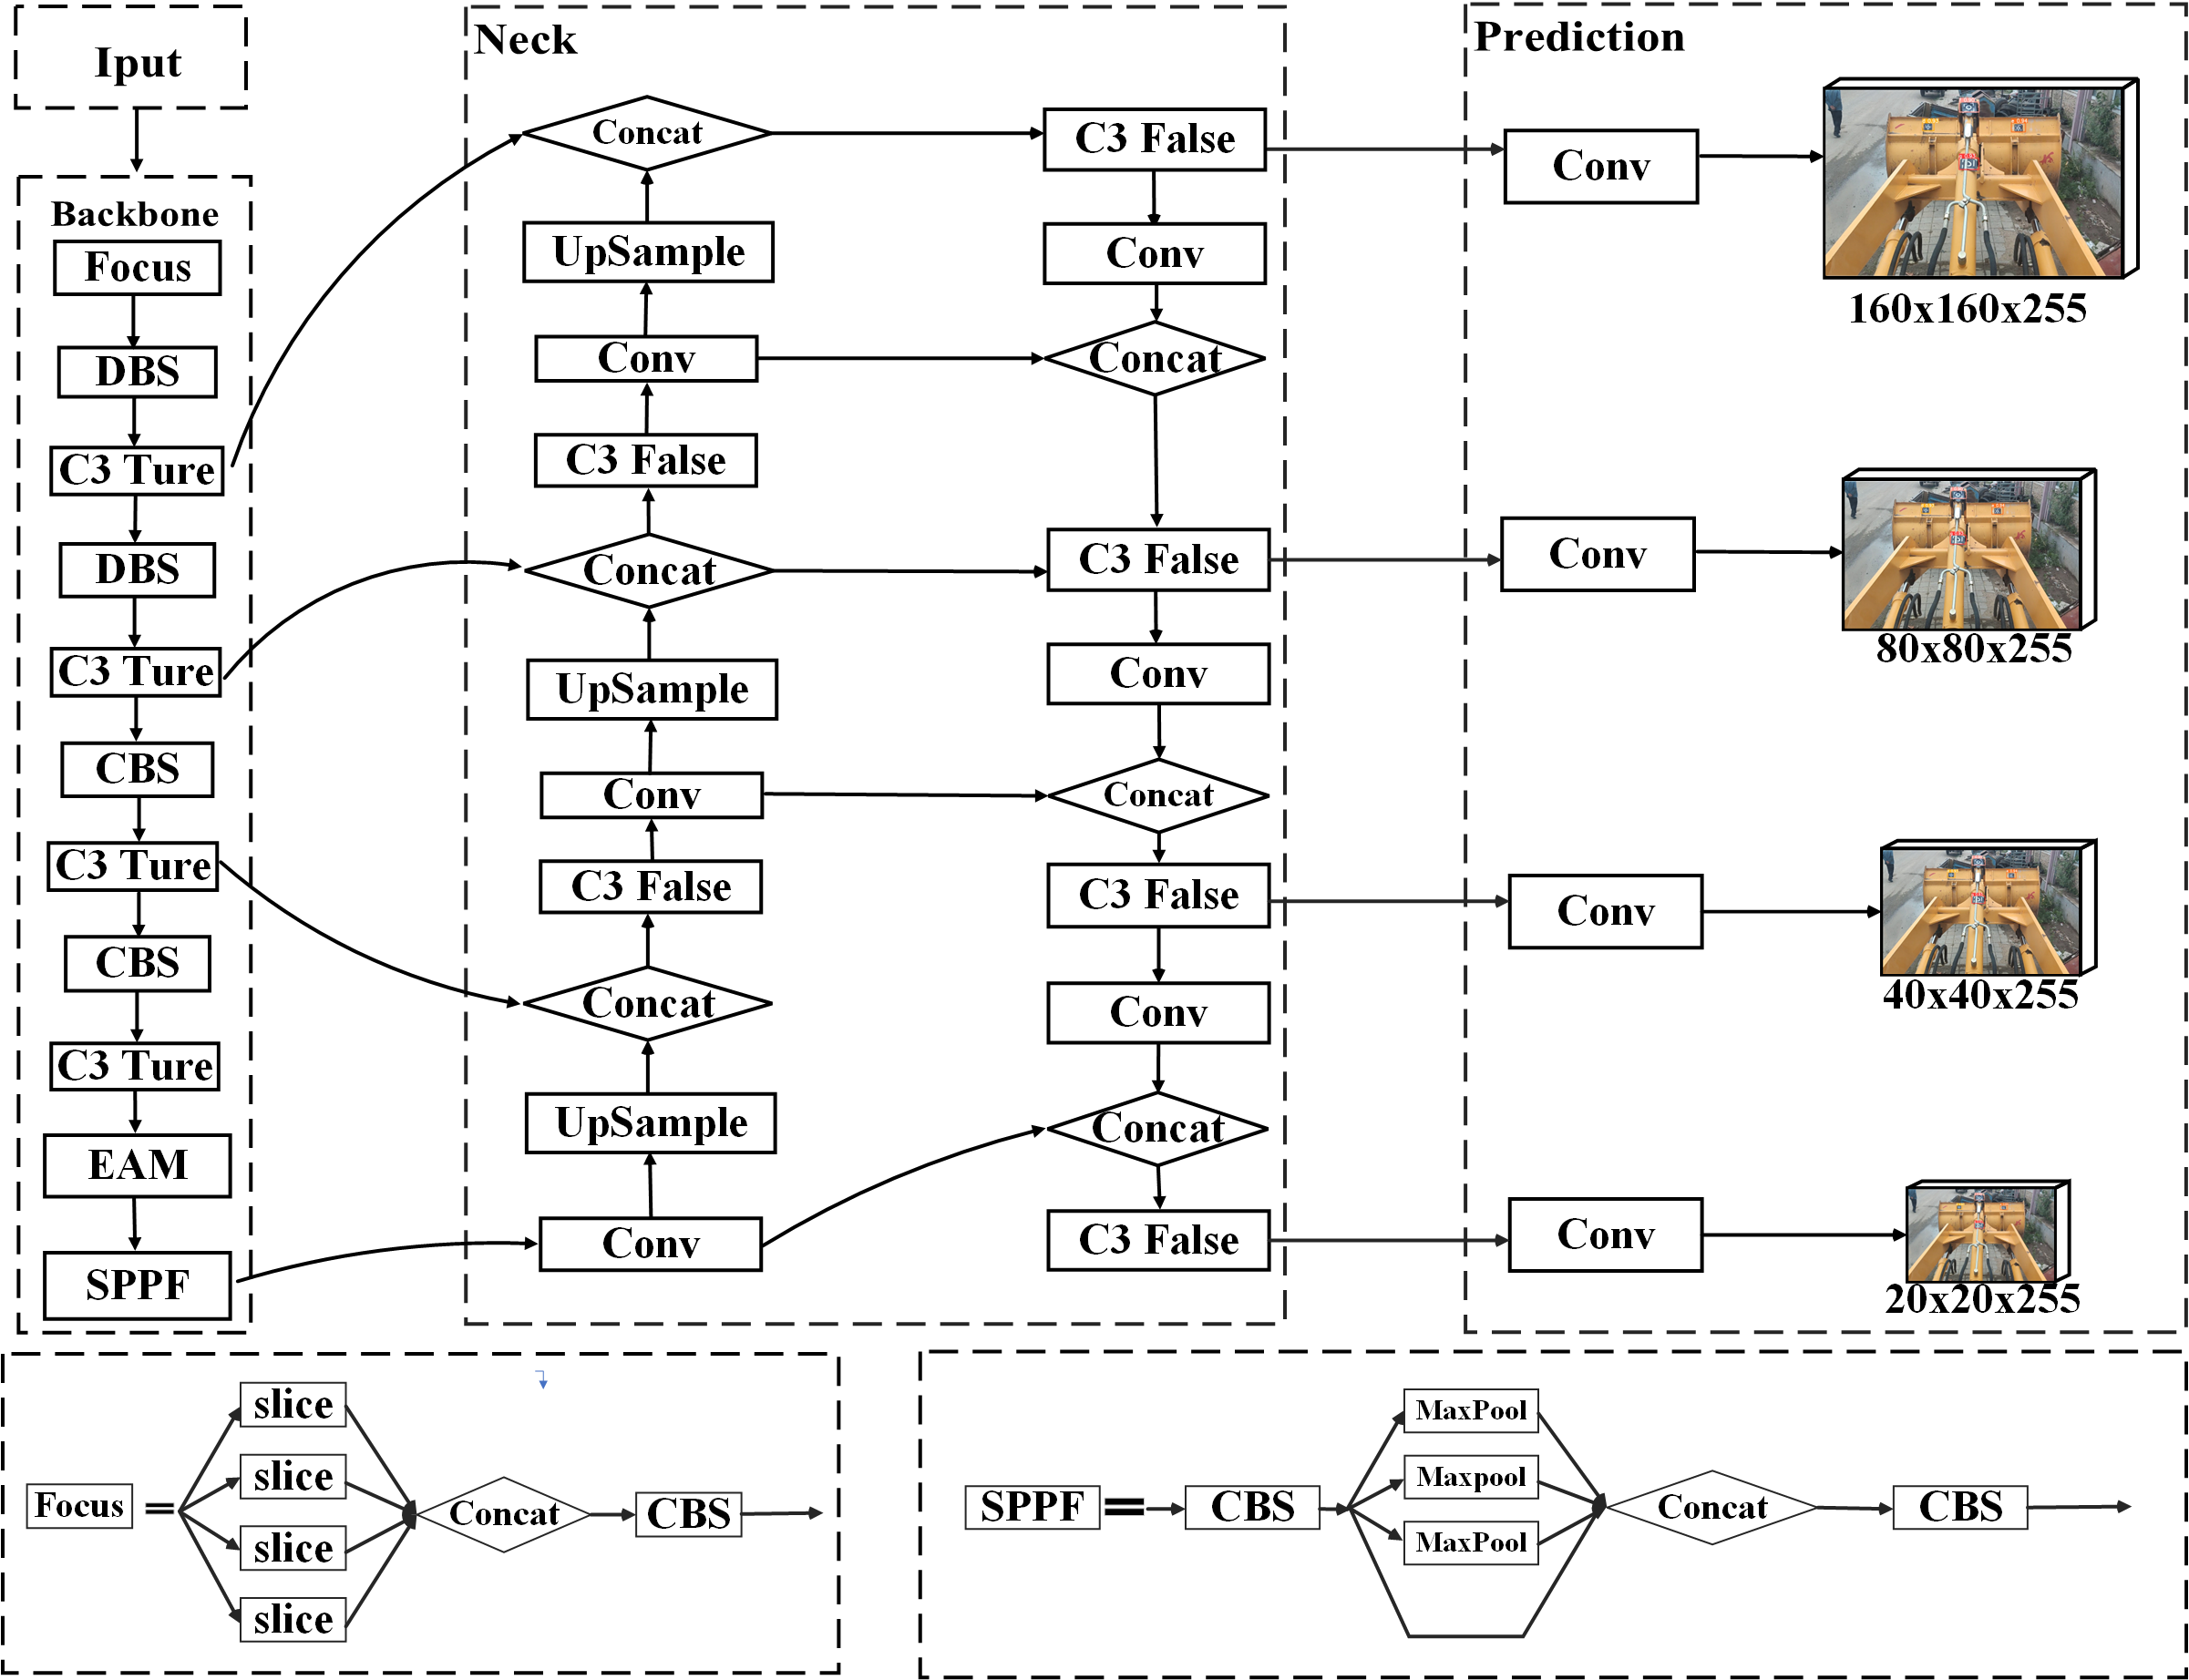 Iput
Backbone
Focus
DBS
C3 Ture
DBS
C3 Ture
CBS
C3 Ture
CBS
C3 Ture
EAM
SPPF
Neck
Concat
UpSample
Conv
C3 False
Concat
UpSample
Conv
C3 False
Concat
UpSample
Conv
C3 False
Conv
Concat
C3 False
Conv
Concat
C3 False
Conv
Concat
C3 False
Prediction
Conv
160x160x255
Conv
80x80x255
Conv
40x40x255
Conv
20x20x255
Focus =
slice
slice
slice
slice
Concat
CBS
SPPF =
CBS
MaxPool
Maxpool
MaxPool
Concat
CBS